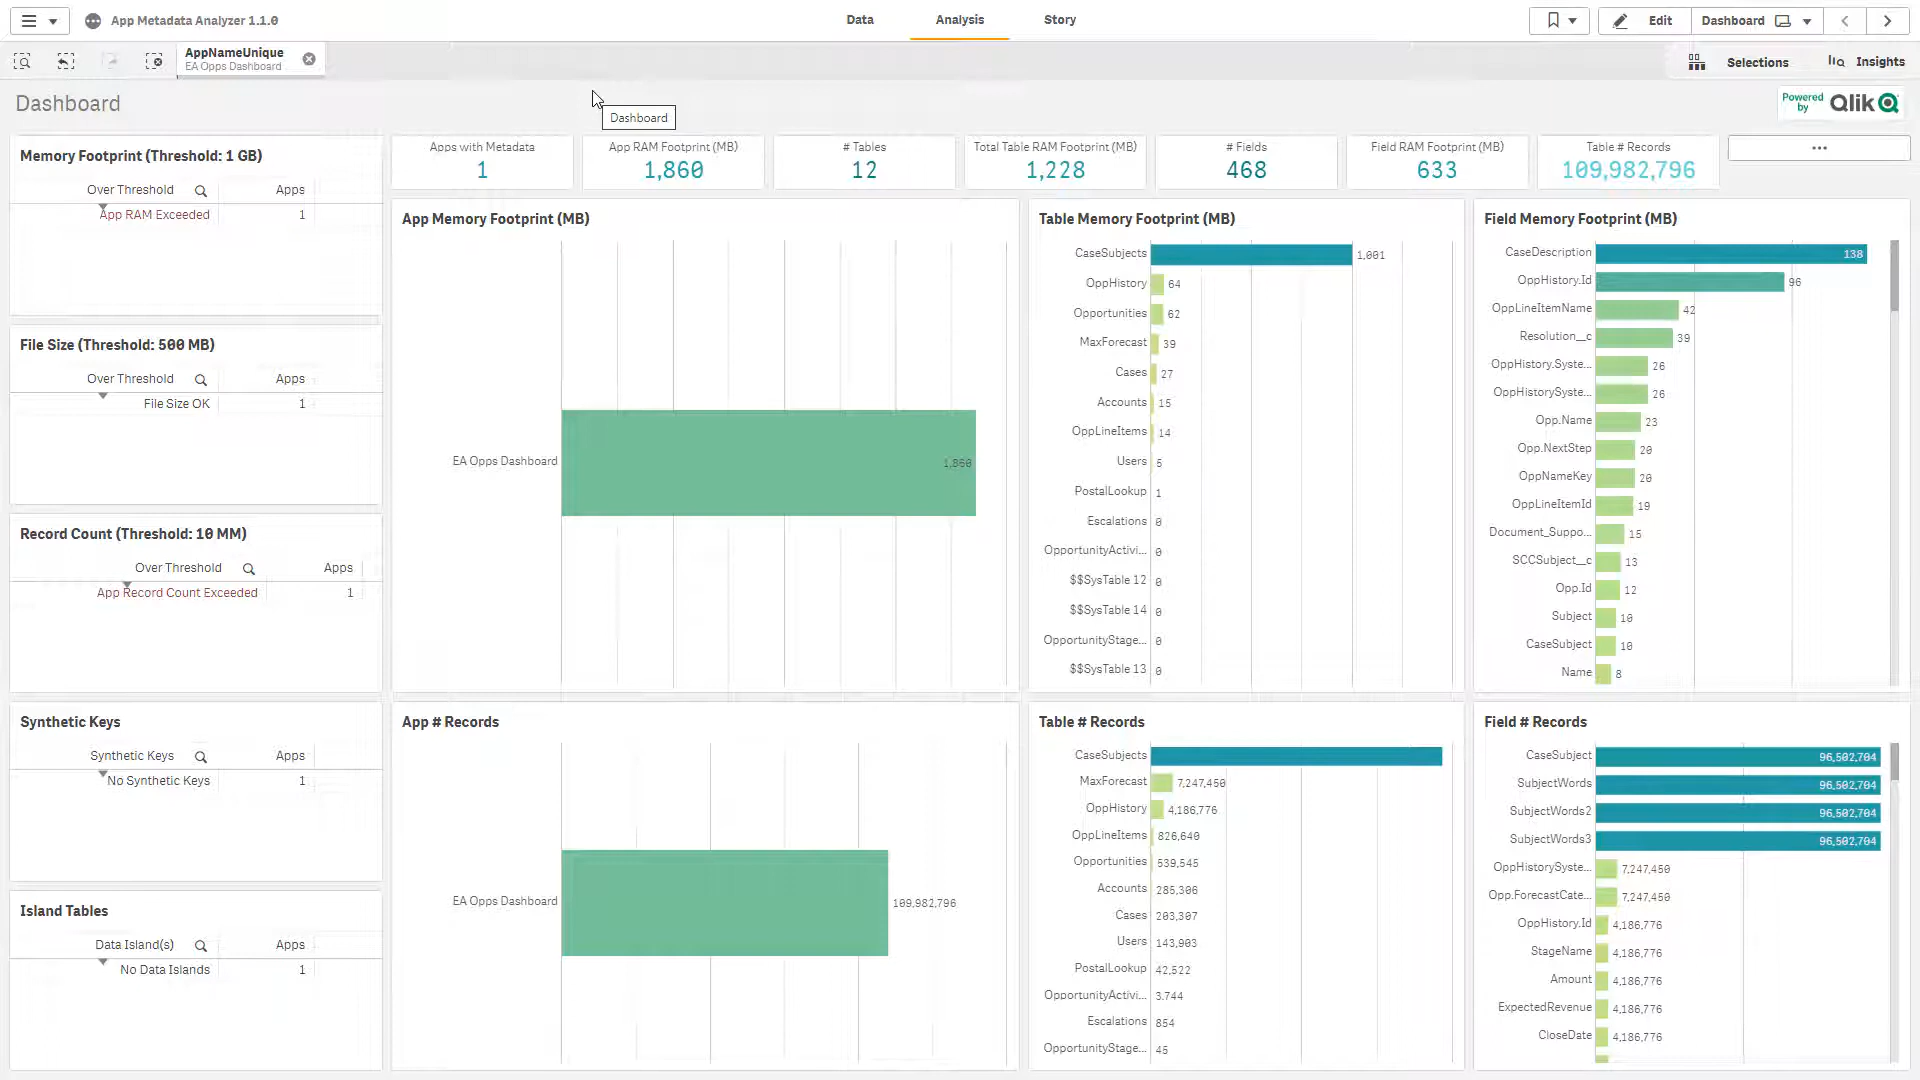 App Metadata Analyzer 1.1.0
Data
Analysis
Story
Edit
Dashboard
AppNameUnique
EA Opps Dashboard
Selections
Insights
Dashboard
Dashboard
Powered by Qlik
Memory Footprint (Threshold: 1 GB)
Over Threshold Apps
App RAM Exceeded 1
File Size (Threshold: 500 MB)
Over Threshold Apps
File Size OK 1
Record Count (Threshold: 10 MM)
Over Threshold Apps
App Record Count Exceeded 1
Synthetic Keys
Synthetic Keys Apps
No Synthetic Keys 1
Island Tables
Data Island(s) Apps
No Data Islands 1
Apps with Metadata
1
App RAM Footprint (MB)
1,860
# Tables
12
Total Table RAM Footprint (MB)
1,228
# Fields
468
Field RAM Footprint (MB)
633
Table # Records
109,982,796
App Memory Footprint (MB)
EA Opps Dashboard 1,860
Table Memory Footprint (MB)
CaseSubjects 1,001
OppHistory 64
Opportunities 62
MaxForecast 39
Cases 27
Accounts 15
OppLineItems 14
Users 5
PostalLookup 1
Escalations 0
OpportunityActivi... 0
$$SysTable 12 0
$$SysTable 14 0
OpportunityStage... 0
$$SysTable 13 0
Field Memory Footprint (MB)
CaseDescription 138
OppHistory.Id 96
OppLineItemName 42
Resolution__c 39
OppHistory.Syste... 26
OppHistorySyste... 26
Opp.Name 23
Opp.NextStep 20
OppNameKey 20
OppLineItemId 19
Document_Suppo... 15
SCCSubject__c 13
Opp.Id 12
Subject 10
CaseSubject 10
Name 8
App # Records
EA Opps Dashboard 109,982,796
Table # Records
CaseSubjects
MaxForecast 7,247,450
OppHistory 4,186,776
OppLineItems 826,640
Opportunities 539,545
Accounts 285,306
Cases 203,307
Users 143,903
PostalLookup 42,522
OpportunityActivi... 3,744
Escalations 854
OpportunityStage... 45
Field # Records
CaseSubject 96,502,704
SubjectWords 96,502,704
SubjectWords2 96,502,704
SubjectWords3 96,502,704
OppHistorySyste... 7,247,450
Opp.ForecastCate... 7,247,450
OppHistory.Id 4,186,776
StageName 4,186,776
Amount 4,186,776
ExpectedRevenue 4,186,776
CloseDate 4,186,776